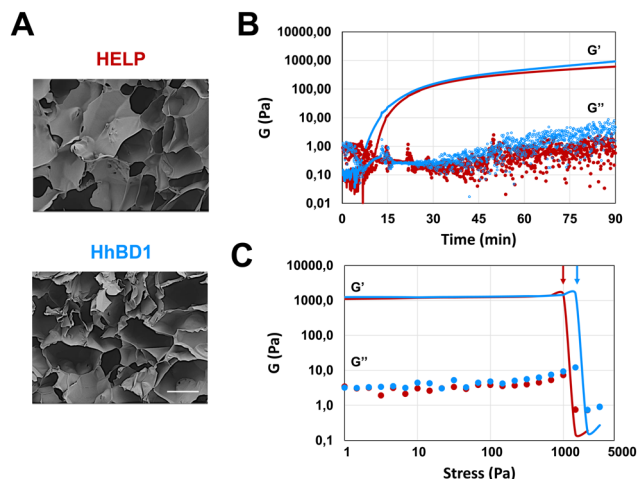 A
HELP
HhBD1
B
G (Pa)
10000,00
1000,00
100,00
10,00
1,00
0,10
0,01
G’
G’’
0 15 30 45 60 75 90
Time (min)
C
G (Pa)
10000,0
1000,0
100,0
10,0
1,0
0,1
G’
G’’
1 10 100 1000 5000
Stress (Pa)